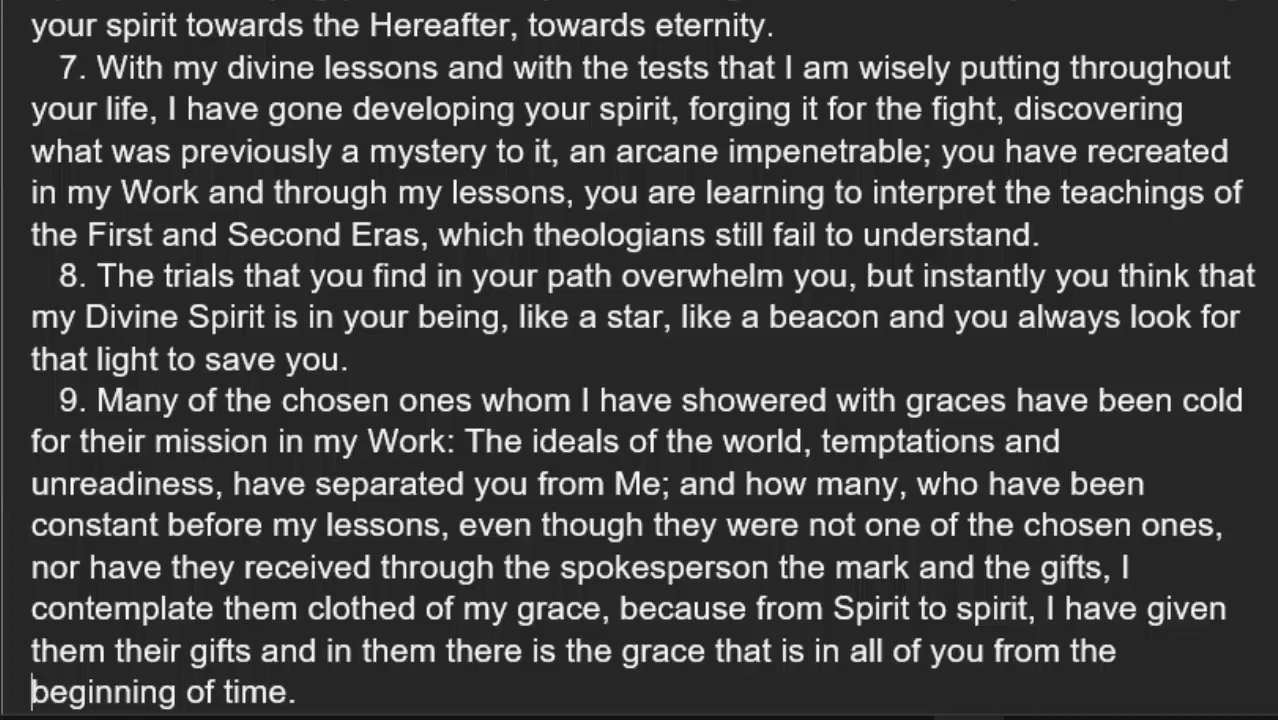 your spirit towards the Hereafter, towards eternity.
7. With my divine lessons and with the tests that I am wisely putting throughout
your life, I have gone developing your spirit, forging it for the fight, discovering
what was previously a mystery to it, an arcane impenetrable; you have recreated
in my Work and through my lessons, you are learning to interpret the teachings of
the First and Second Eras, which theologians still fail to understand.
8. The trials that you find in your path overwhelm you, but instantly you think that
my Divine Spirit is in your being, like a star, like a beacon and you always look for
that light to save you.
9. Many of the chosen ones whom I have showered with graces have been cold
for their mission in my Work: The ideals of the world, temptations and
unreadiness, have separated you from Me; and how many, who have been
constant before my lessons, even though they were not one of the chosen ones,
nor have they received through the spokesperson the mark and the gifts, I
contemplate them clothed of my grace, because from Spirit to spirit, I have given
them their gifts and in them there is the grace that is in all of you from the
beginning of time.